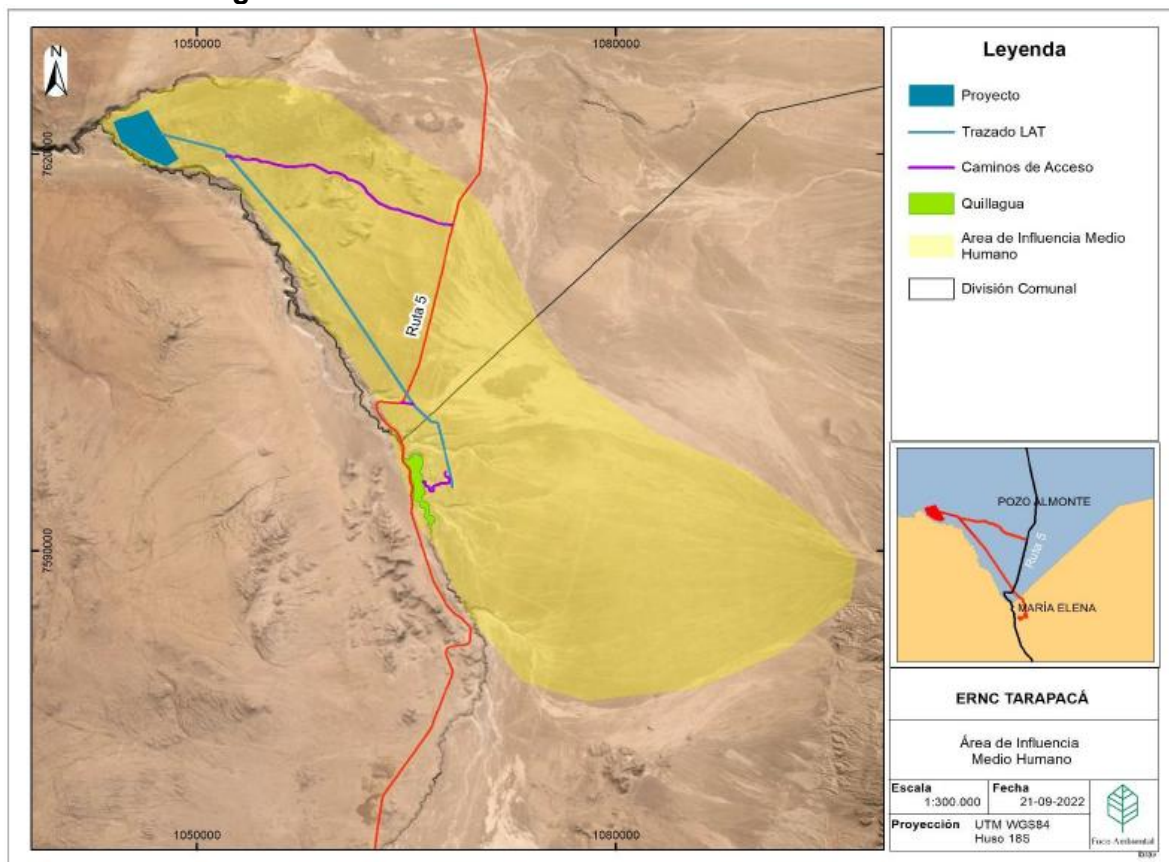 N
1050000
1080000
7620000
7590000
Ruta 5
1050000
1080000
Leyenda
Proyecto
Trazado LAT
Caminos de Acceso
Quillagua
Area de Influencia Medio
Humano
División Comunal
POZO ALMONTE
Ruta 5
MARÍA ELENA
ERNC TARAPACÁ
Área de Influencia
Medio Humano
Escala
1:300.000
Fecha
21-09-2022
Proyección
UTM WGS84
Huso 18S
Foco Ambiental